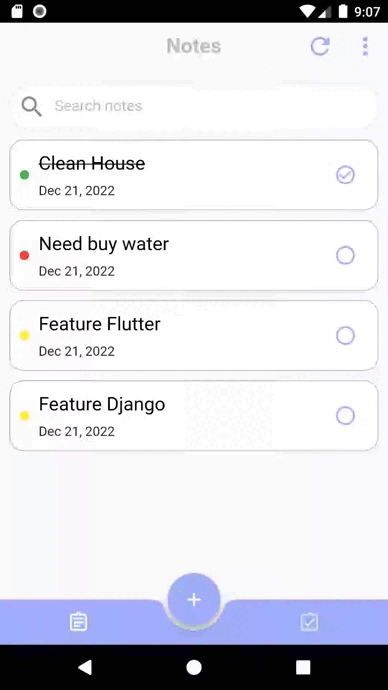 9:07
Notes
Search notes
Clean House
Dec 21, 2022
Need buy water
Dec 21, 2022
Feature Flutter
Dec 21, 2022
Feature Django
Dec 21, 2022